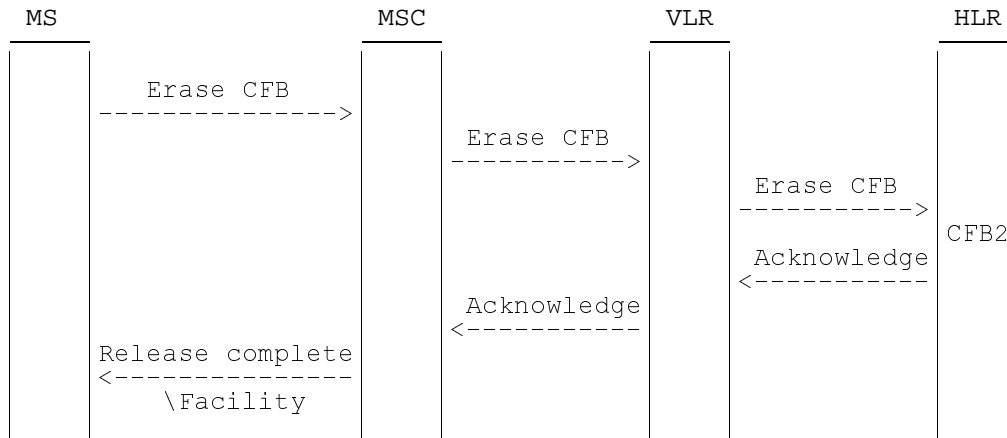 MS MSC VLR HLR
Erase CFB
Erase CFB
Erase CFB
CFB2
Acknowledge
Acknowledge
Release complete
\Facility